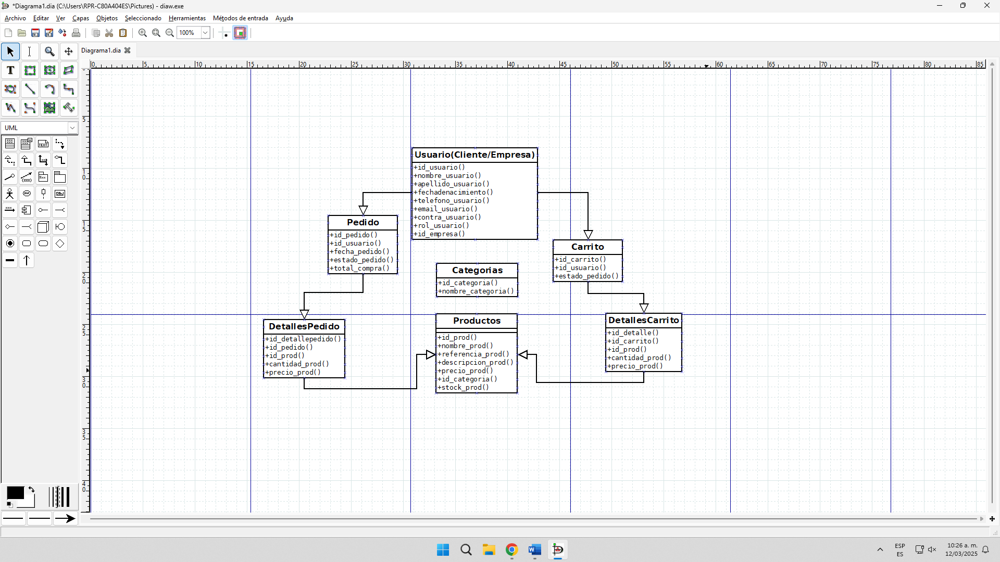 *Diagrama1.dia (C:\Users\RPR-C80A404ES\Pictures) - diaw.exe
Archivo Editar Ver Capas Objetos Seleccionado Herramientas Métodos de entrada Ayuda
100%
Diagrama1.dia
0 5 10 15 20 25 30 35 40 45 50 55 60 65 70 75 80 85
T
UML
TEXT
OBJ
5
10
15
20
25
30
35
40
Usuario(Cliente/Empresa)
+id_usuario()
+nombre_usuario()
+apellido_usuario()
+fechadenacimiento()
+telefono_usuario()
+email_usuario()
+contra_usuario()
+rol_usuario()
+id_empresa()
Pedido
+id_pedido()
+id_usuario()
+fecha_pedido()
+estado_pedido()
+total_compra()
Carrito
+id_carrito()
+id_usuario()
+estado_pedido()
Categorias
+id_categoria()
+nombre_categoria()
DetallesPedido
+id_detallepedido()
+id_pedido()
+id_prod()
+cantidad_prod()
+precio_prod()
Productos
+id_prod()
+nombre_prod()
+referencia_prod()
+descripcion_prod()
+precio_prod()
+id_categoria()
+stock_prod()
DetallesCarrito
+id_detalle()
+id_carrito()
+id_prod()
+cantidad_prod()
+precio_prod()
ESP
ES
10:26 a. m.
12/03/2025